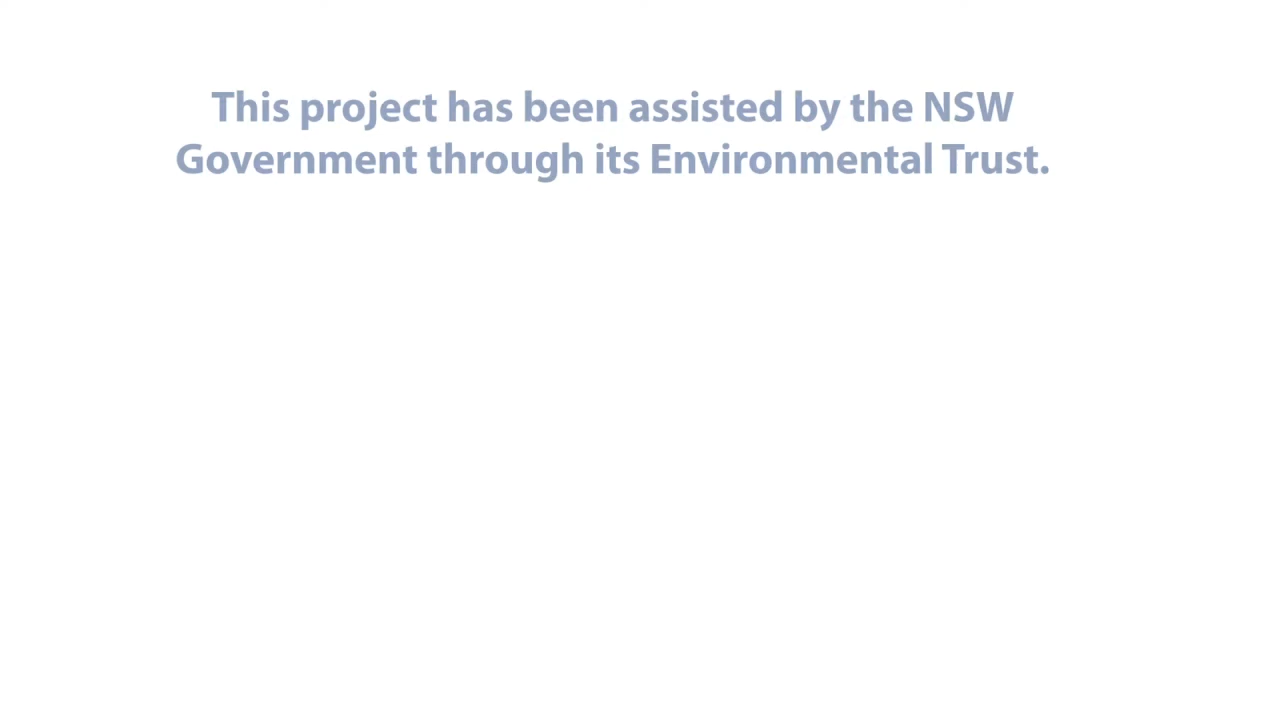 This project has been assisted by the NSW
Government through its Environmental Trust.